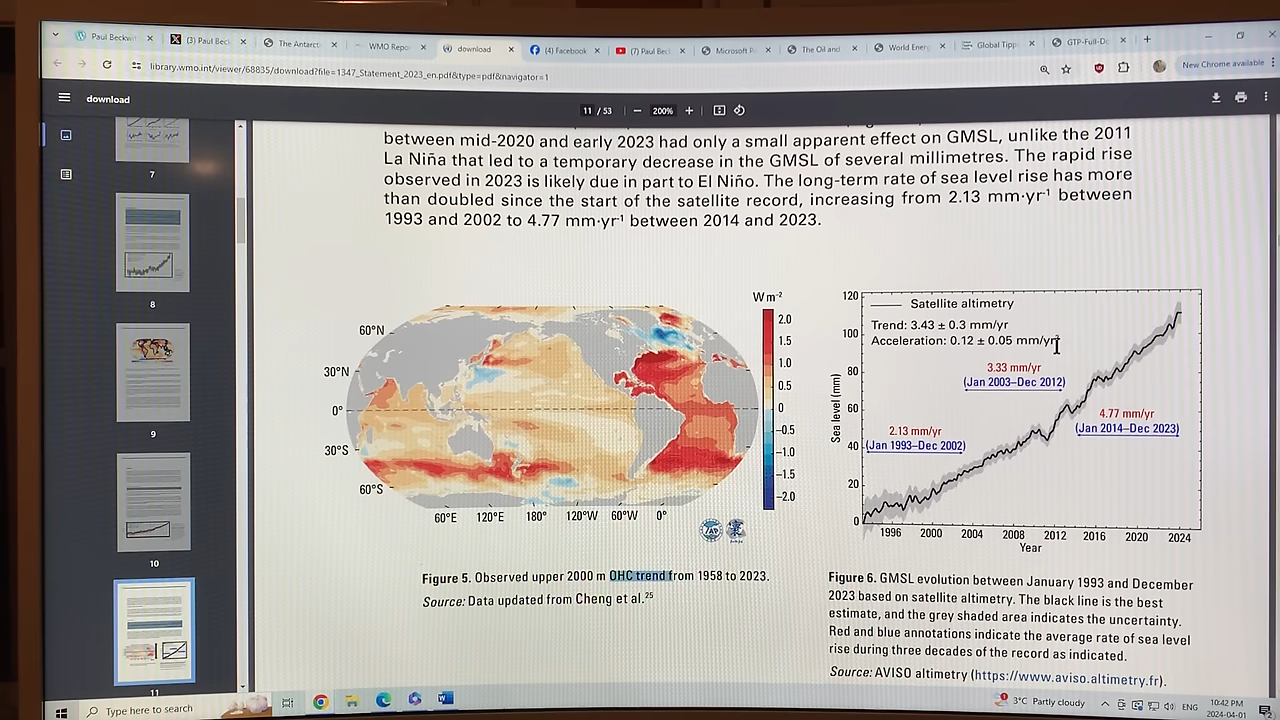 Paul Beckwit
(3) Paul Bec
The Antarcti
WMO Repo
download
(4) Facebook
(7) Paul Bec
Microsoft P
The Oil and
World Energ
Global Tipp
GTP-Full-D
library.wmo.int/viewer/68835/download?file=1347_Statement_2023_en.pdf&type=pdf&navigator=1
New Chrome available
download
11 / 53
200%
between mid-2020 and early 2023 had only a small apparent effect on GMSL, unlike the 2011
La Niña that led to a temporary decrease in the GMSL of several millimetres. The rapid rise
observed in 2023 is likely due in part to El Niño. The long-term rate of sea level rise has more
than doubled since the start of the satellite record, increasing from 2.13 mm·yr¹ between
1993 and 2002 to 4.77 mm·yr¹ between 2014 and 2023.
7
8
9
10
11
W m⁻²
2.0
1.5
1.0
0.5
0
−0.5
−1.0
−1.5
−2.0
60°N
30°N
0°
30°S
60°S
60°E 120°E 180° 120°W 60°W 0°
Figure 5. Observed upper 2000 m OHC trend from 1958 to 2023.
Source: Data updated from Cheng et al.²⁵
120
100
80
60
40
20
0
Sea level (mm)
Satellite altimetry
Trend: 3.43 ± 0.3 mm/yr
Acceleration: 0.12 ± 0.05 mm/yr²
3.33 mm/yr
(Jan 2003–Dec 2012)
4.77 mm/yr
(Jan 2014–Dec 2023)
2.13 mm/yr
(Jan 1993–Dec 2002)
1996 2000 2004 2008 2012 2016 2020 2024
Year
Figure 6. GMSL evolution between January 1993 and December
2023 based on satellite altimetry. The black line is the best
estimate, and the grey shaded area indicates the uncertainty.
Red and blue annotations indicate the average rate of sea level
rise during three decades of the record as indicated.
Source: AVISO altimetry (https://www.aviso.altimetry.fr).
Type here to search
3°C Partly cloudy
ENG
10:42 PM
2024-04-01